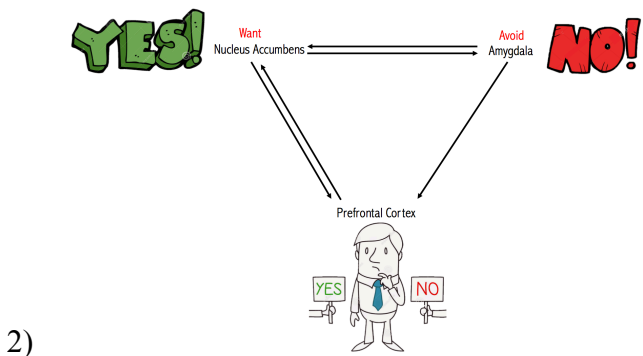 YES!
Want
Nucleus Accumbens
Avoid
Amygdala
NO!
Prefrontal Cortex
YES
NO
2)